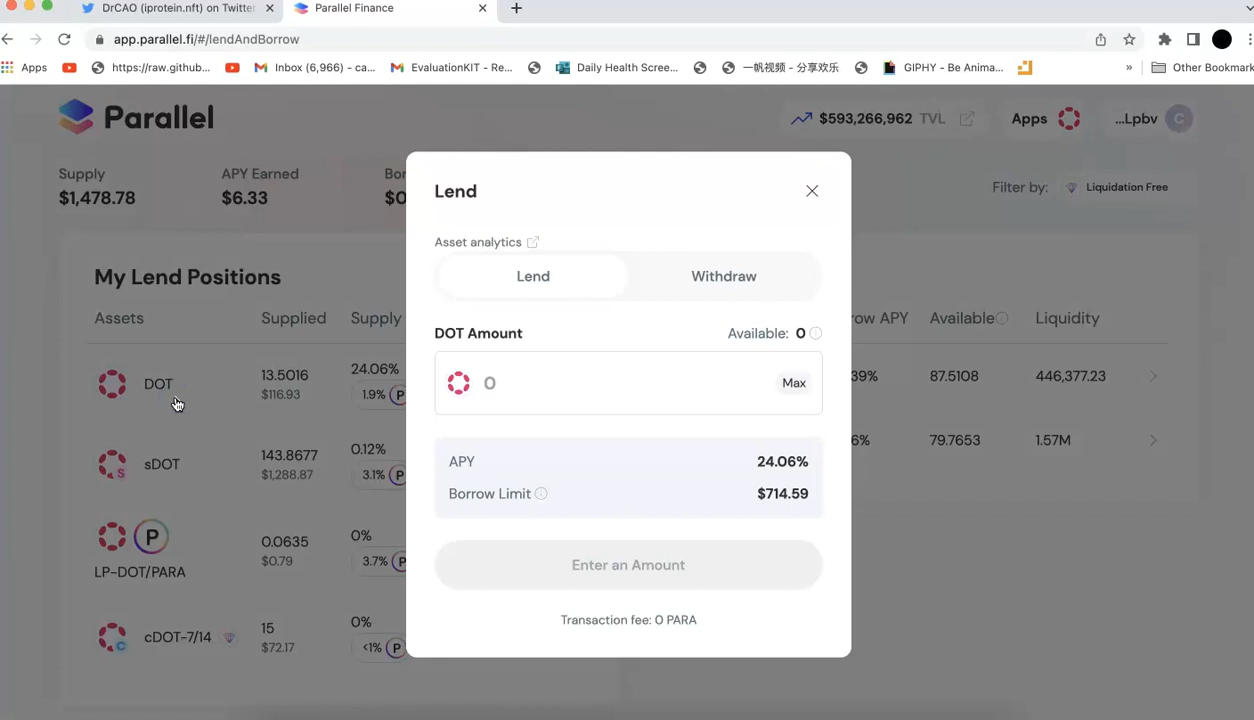 DrCAO (iprotein.nft) on Twitter
Parallel Finance
app.parallel.fi/#/lendAndBorrow
Apps
https://raw.github...
Inbox (6,966) – ca...
EvaluationKIT - Re...
Daily Health Scree...
一帆视频 - 分享欢乐
GIPHY - Be Anima...
»
Other Bookmark
Parallel
$593,266,962 TVL
Apps
...Lpbv
C
Supply
APY Earned
$1,478.78
$6.33
$0
Filter by:
Liquidation Free
My Lend Positions
Assets
Supplied
Supply
DOT
13.5016
$116.93
24.06%
1.9%
P
sDOT
S
143.8677
$1,288.87
0.12%
3.1%
P
P
LP-DOT/PARA
0.0635
$0.79
0%
3.7%
P
cDOT-7/14
C
15
$72.17
0%
<1%
P
Lend
Asset analytics
Lend
Withdraw
DOT Amount
Available: 0
0
Max
APY
24.06%
Borrow Limit
$714.59
Enter an Amount
Transaction fee: 0 PARA
APY
Available
Liquidity
39%
87.5108
446,377.23
6%
79.7653
1.57M